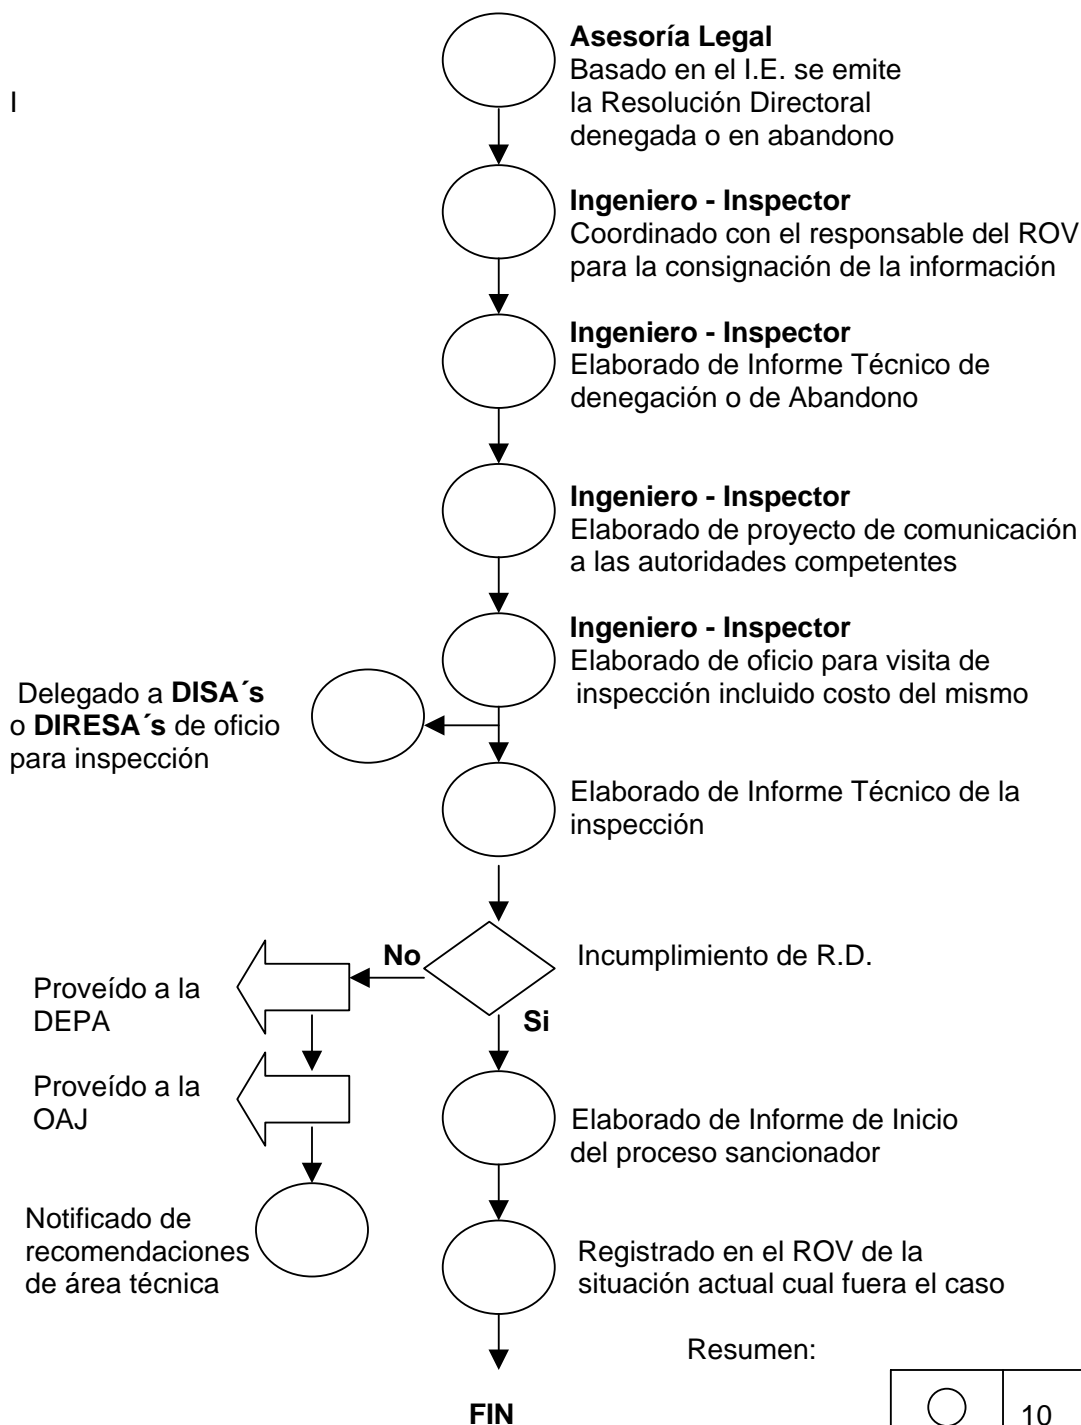 Asesoría Legal
Basado en el I.E. se emite
la Resolución Directoral
denegada o en abandono
I
Ingeniero - Inspector
Coordinado con el responsable del ROV
para la consignación de la información
Ingeniero - Inspector
Elaborado de Informe Técnico de
denegación o de Abandono
Ingeniero - Inspector
Elaborado de proyecto de comunicación
a las autoridades competentes
Ingeniero - Inspector
Elaborado de oficio para visita de
inspección incluido costo del mismo
Delegado a DISA´s
o DIRESA´s de oficio
para inspección
Elaborado de Informe Técnico de la
inspección
Incumplimiento de R.D.
No
Si
Proveído a la
DEPA
Proveído a la
OAJ
Notificado de
recomendaciones
de área técnica
Elaborado de Informe de Inicio
del proceso sancionador
Registrado en el ROV de la
situación actual cual fuera el caso
Resumen:
10
FIN